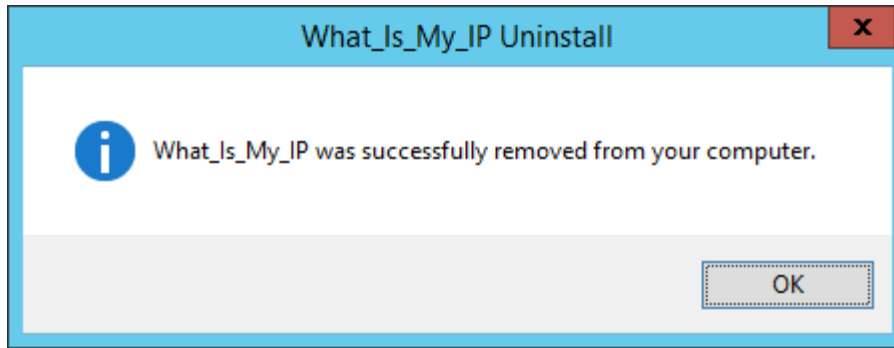 What_Is_My_IP Uninstall
x
What_Is_My_IP was successfully removed from your computer.
OK